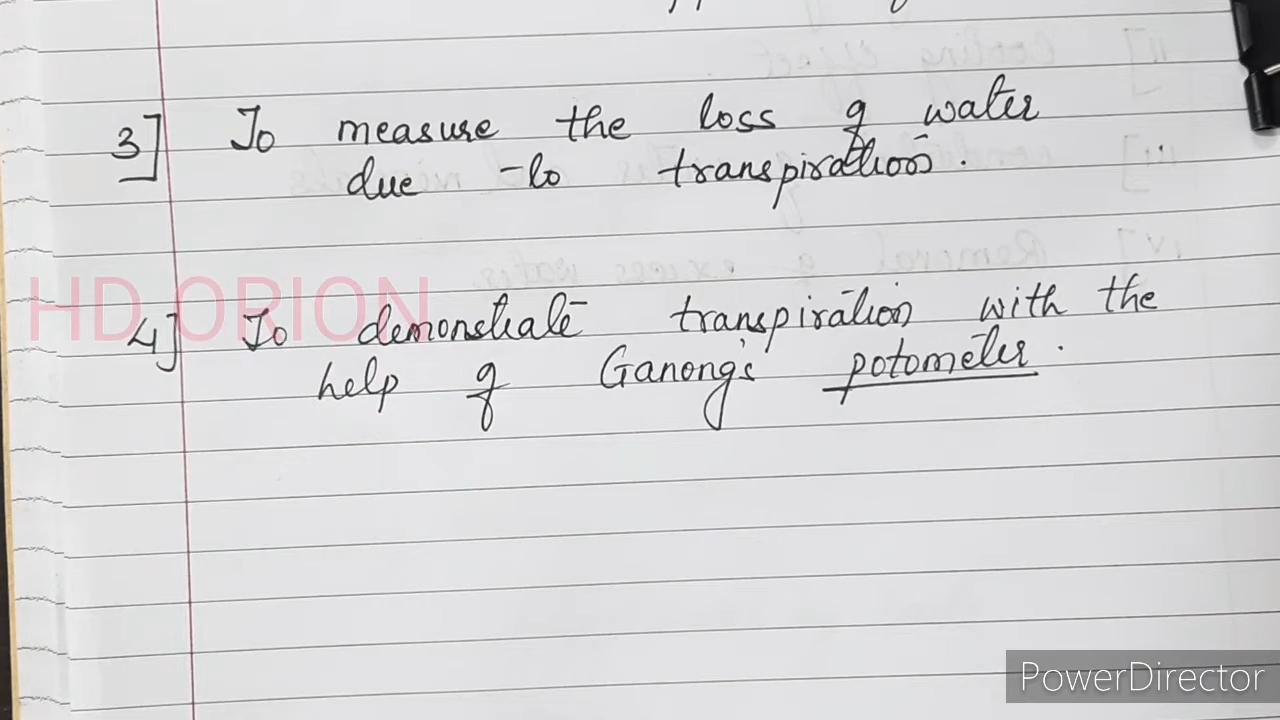 3] To measure the loss of water
due to transpiration.
HD ORION
4] To demonstrate transpiration with the
help of Ganong's potometer.
PowerDirector